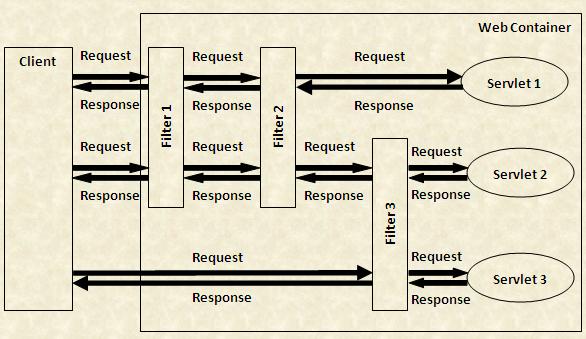 Web Container
Client
Request
Request
Request
Response
Response
Response
Filter 1
Filter 2
Servlet 1
Request
Request
Request
Request
Response
Response
Response
Response
Filter 3
Servlet 2
Request
Request
Response
Response
Servlet 3